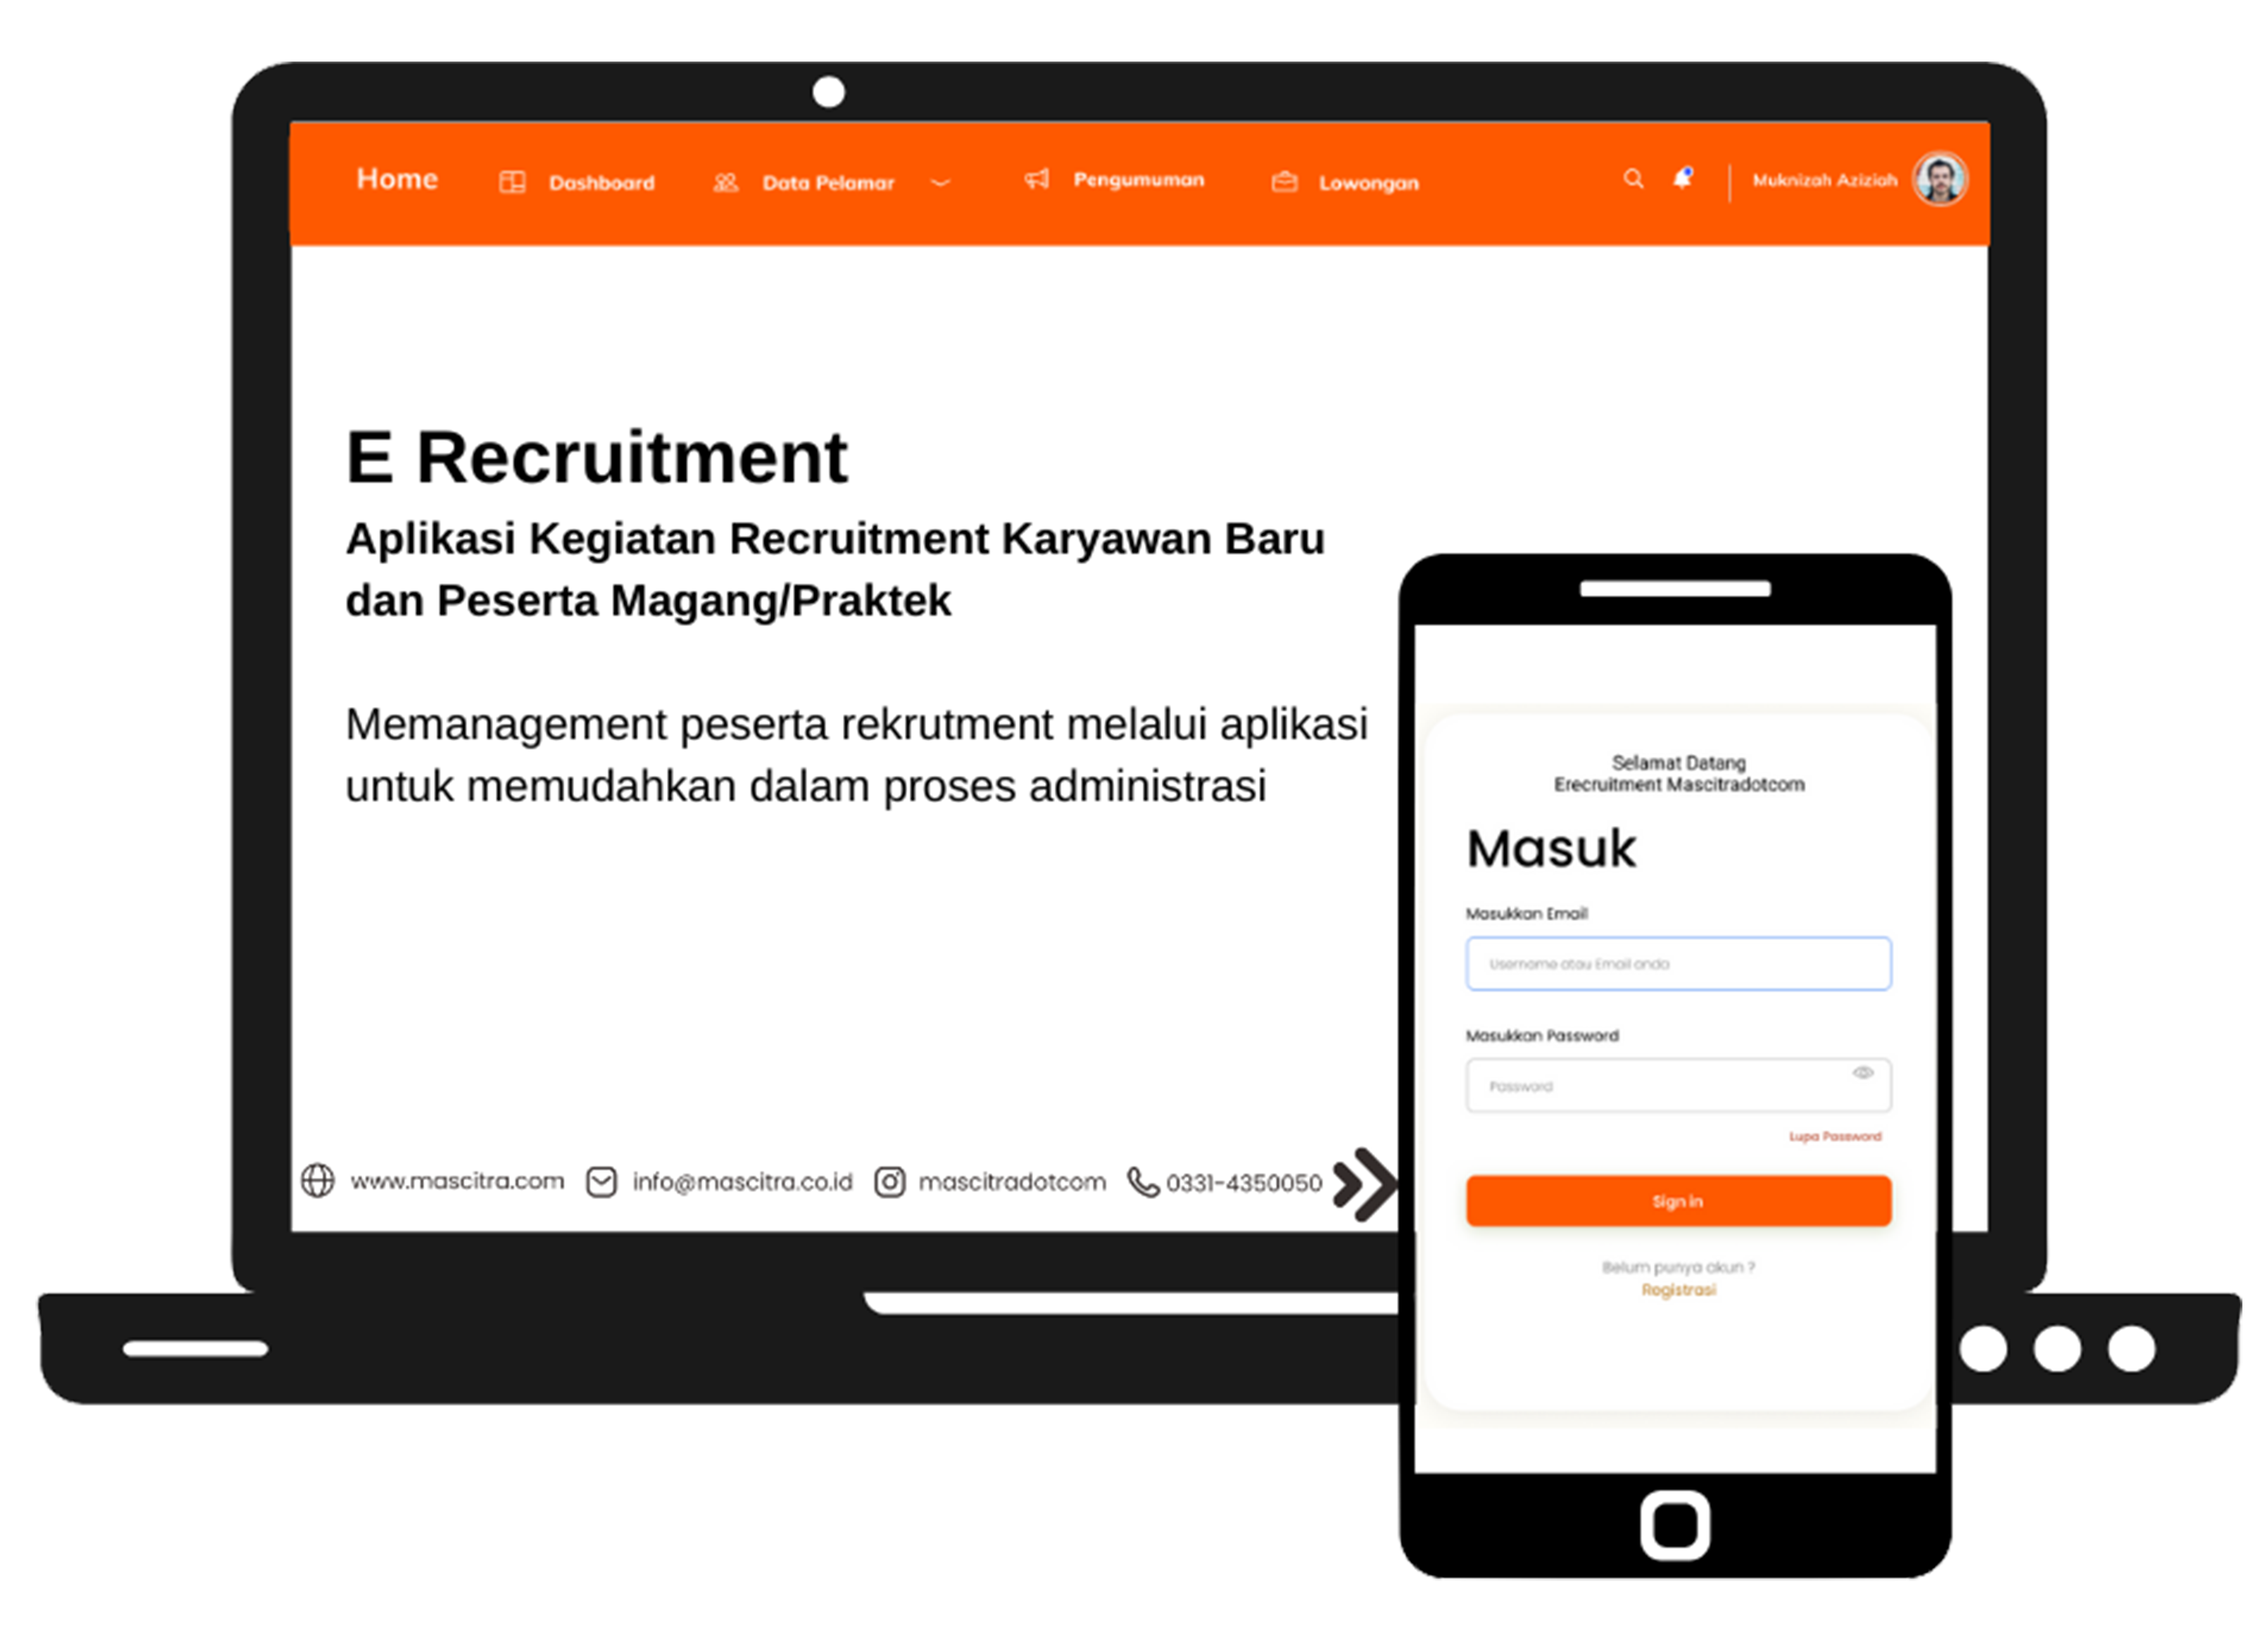 Home Dashboard Data Pelamar Pengumuman Lowongan Muknizah Aziziah
E Recruitment
Aplikasi Kegiatan Recruitment Karyawan Baru
dan Peserta Magang/Praktek
Memanagement peserta rekrutment melalui aplikasi
untuk memudahkan dalam proses administrasi
www.mascitra.com info@mascitra.co.id mascitradotcom 0331-4350050
Selamat Datang
Erecruitment Mascitradotcom
Masuk
Masukkan Email
Username atau Email anda
Masukkan Password
Password
Lupa Password
Sign in
Belum punya akun ?
Registrasi